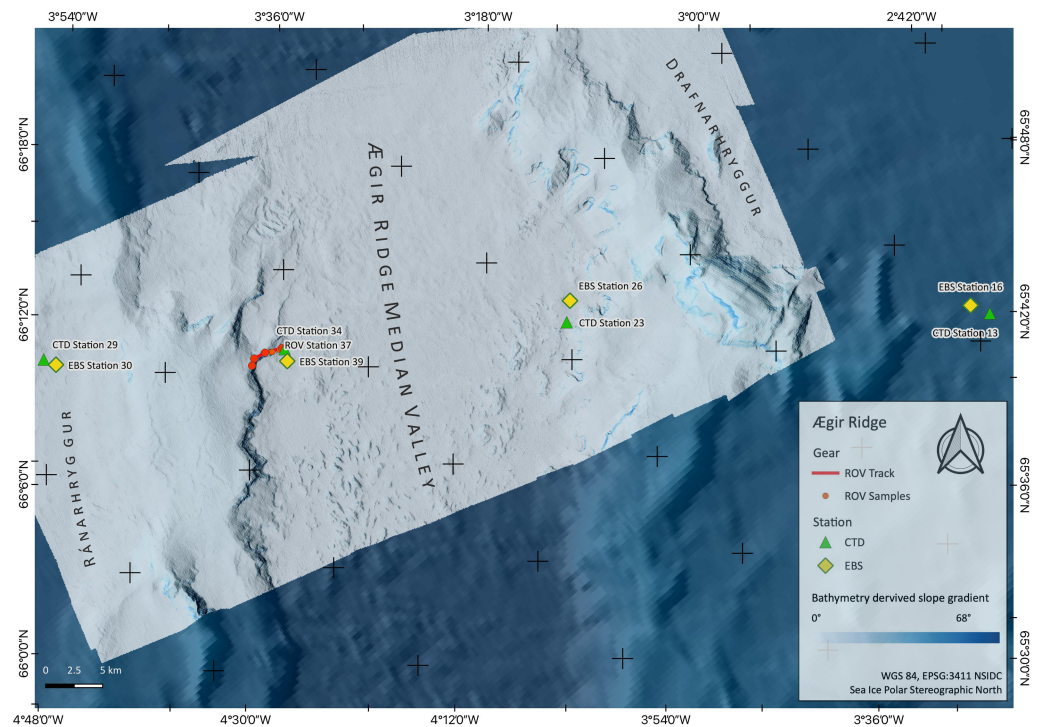 3°54'0"W 3°36'0"W 3°18'0"W 3°0'0"W 2°42'0"W
66°18'0"N
66°12'0"N
66°6'0"N
66°0'0"N
65°48'0"N
65°42'0"N
65°36'0"N
65°30'0"N
DRAFNARHRYGGUR
ÆGIR RIDGE MEDIAN VALLEY
RÁNARHRYGGUR
EBS Station 26
CTD Station 23
EBS Station 16
CTD Station 13
CTD Station 34
ROV Station 37
EBS Station 39
CTD Station 29
EBS Station 30
Ægir Ridge
Gear
ROV Track
ROV Samples
Station
CTD
EBS
Bathymetry dervived slope gradient
0° 68°
WGS 84, EPSG:3411 NSIDC
Sea Ice Polar Stereographic North
0 2.5 5 km
4°48'0"W 4°30'0"W 4°12'0"W 3°54'0"W 3°36'0"W